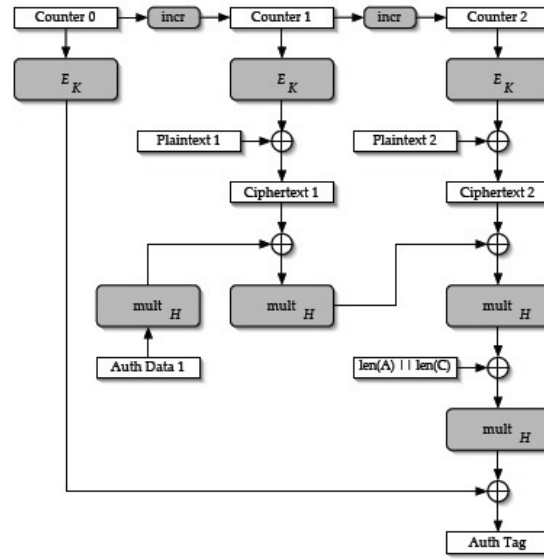 Counter 0
incr
Counter 1
incr
Counter 2
E K
E K
E K
Plaintext 1
Plaintext 2
Ciphertext 1
Ciphertext 2
mult H
mult H
mult H
Auth Data 1
len(A) || len(C)
mult H
Auth Tag